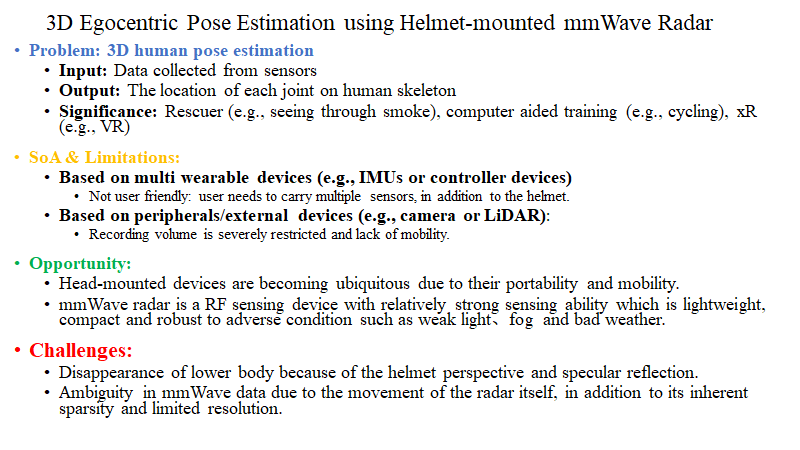 3D Egocentric Pose Estimation using Helmet-mounted mmWave Radar
• Problem: 3D human pose estimation
• Input: Data collected from sensors
• Output: The location of each joint on human skeleton
• Significance: Rescuer (e.g., seeing through smoke), computer aided training (e.g., cycling), xR
(e.g., VR)
• SoA & Limitations:
• Based on multi wearable devices (e.g., IMUs or controller devices)
• Not user friendly: user needs to carry multiple sensors, in addition to the helmet.
• Based on peripherals/external devices (e.g., camera or LiDAR):
• Recording volume is severely restricted and lack of mobility.
• Opportunity:
• Head-mounted devices are becoming ubiquitous due to their portability and mobility.
• mmWave radar is a RF sensing device with relatively strong sensing ability which is lightweight,
compact and robust to adverse condition such as weak light、fog and bad weather.
• Challenges:
• Disappearance of lower body because of the helmet perspective and specular reflection.
• Ambiguity in mmWave data due to the movement of the radar itself, in addition to its inherent
sparsity and limited resolution.